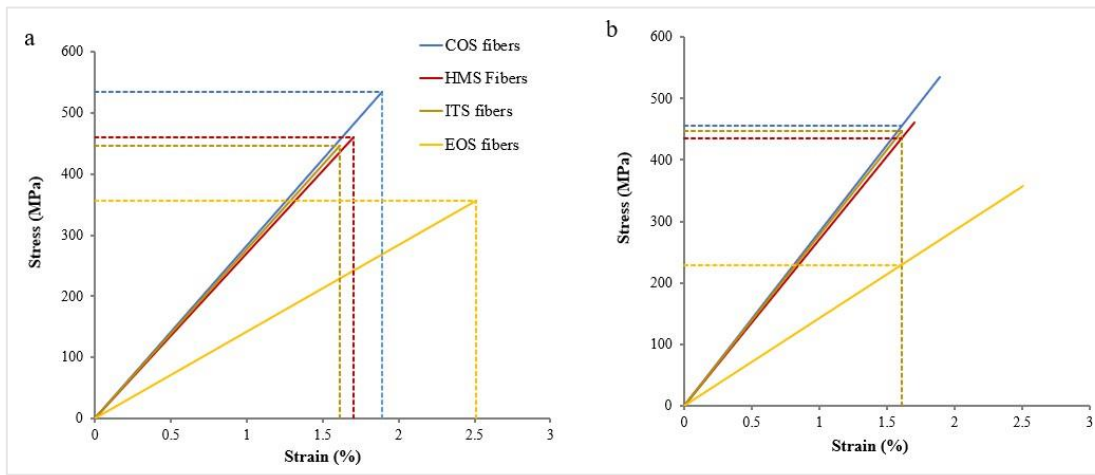 a
600
500
400
300
200
100
0
Stress (MPa)
0 0.5 1 1.5 2 2.5 3
Strain (%)
COS fibers
HMS Fibers
ITS fibers
EOS fibers
b
600
500
400
300
200
100
0
Stress (MPa)
0 0.5 1 1.5 2 2.5 3
Strain (%)